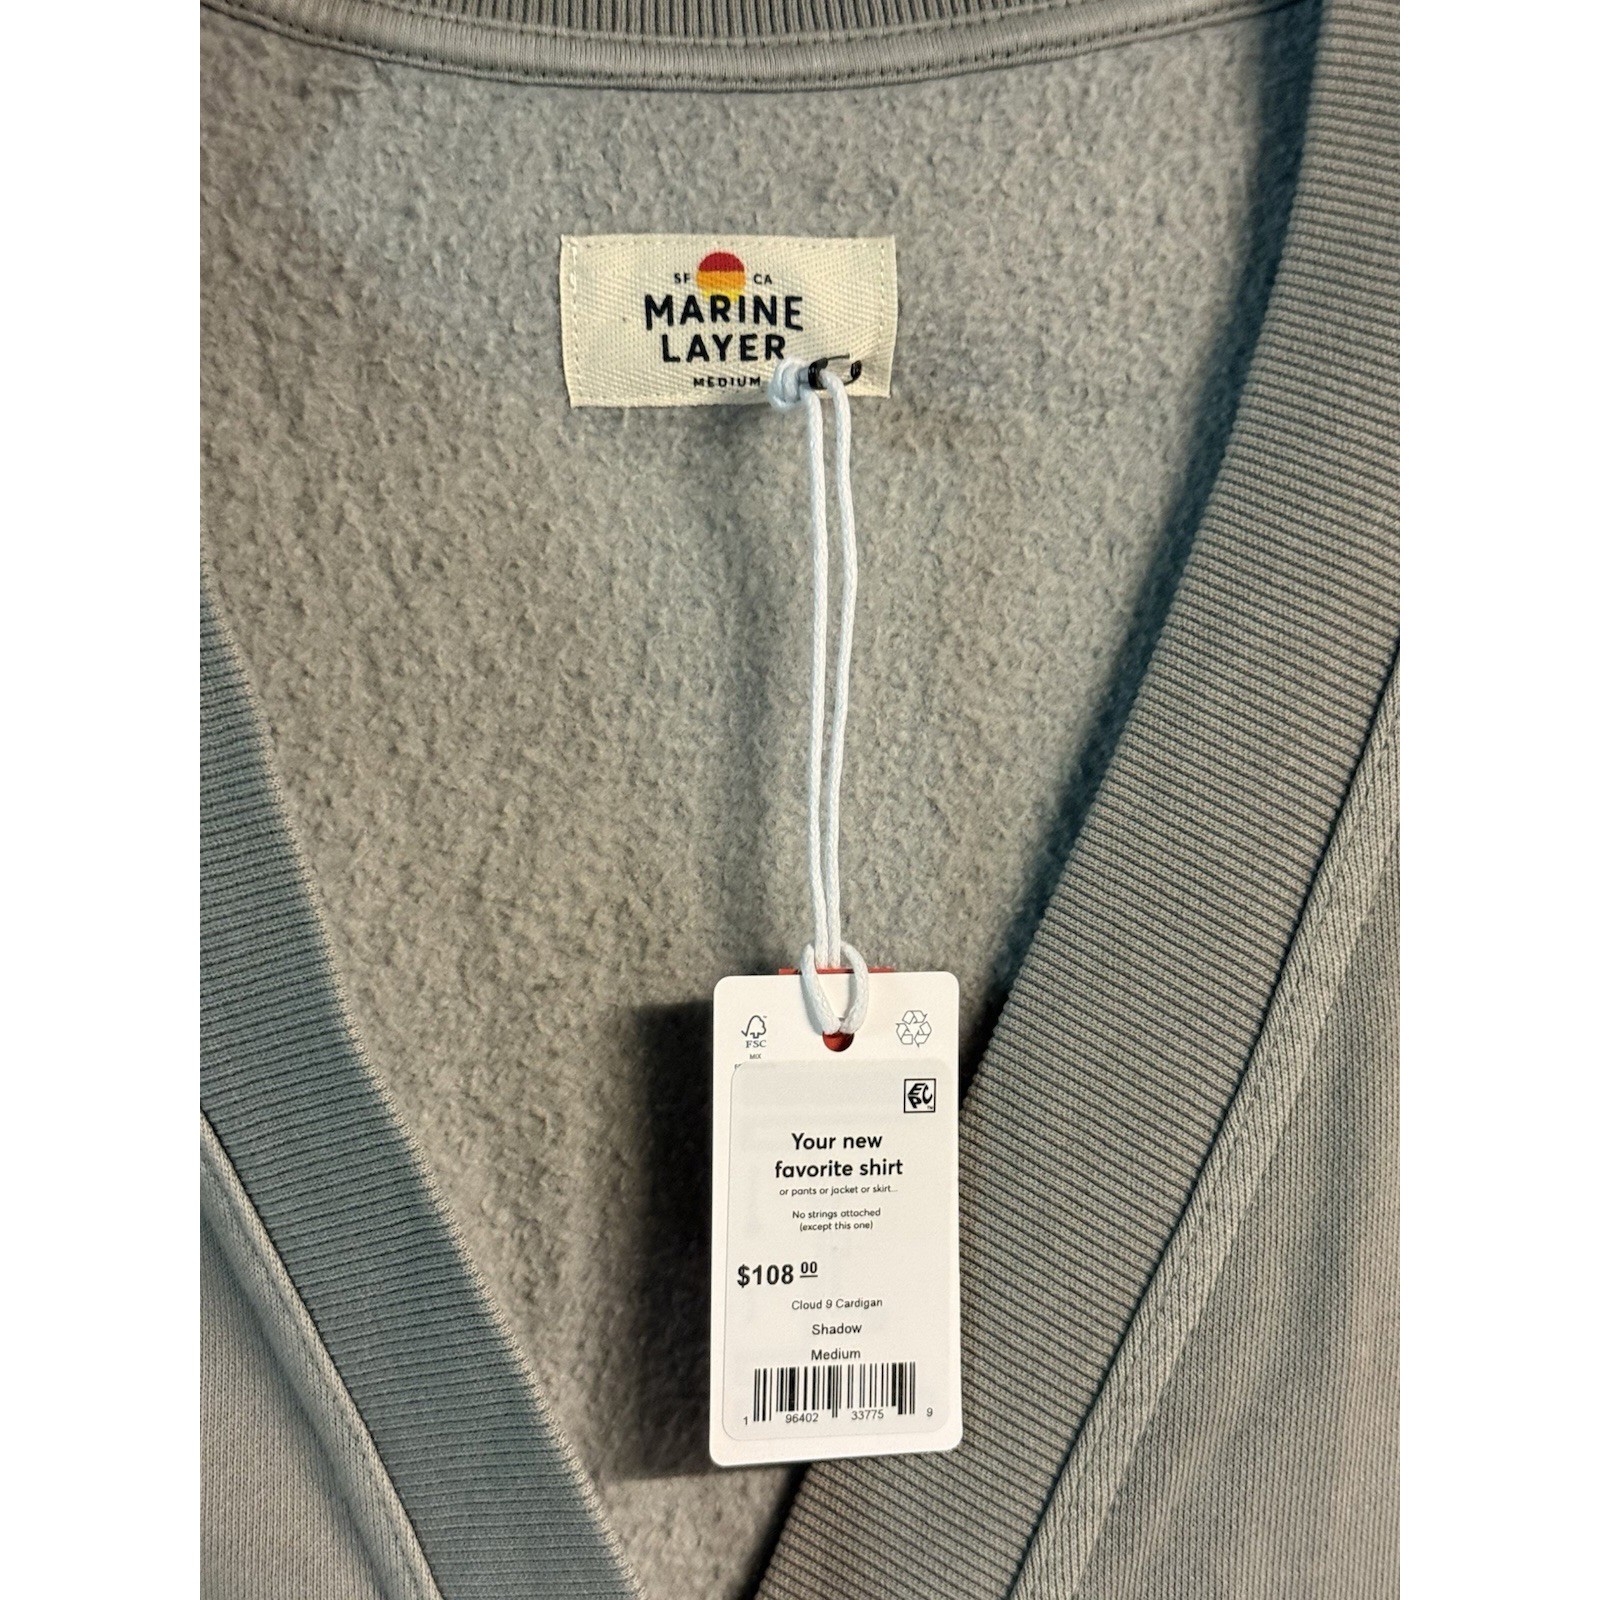 SF CA
MARINE
LAYER
MEDIUM
FSC
MIX
EPC
Your new
favorite shirt
or pants or jacket or skirt...
No strings attached
(except this one)
$108 00
Cloud 9 Cardigan
Shadow
Medium
1 96402 33775 9